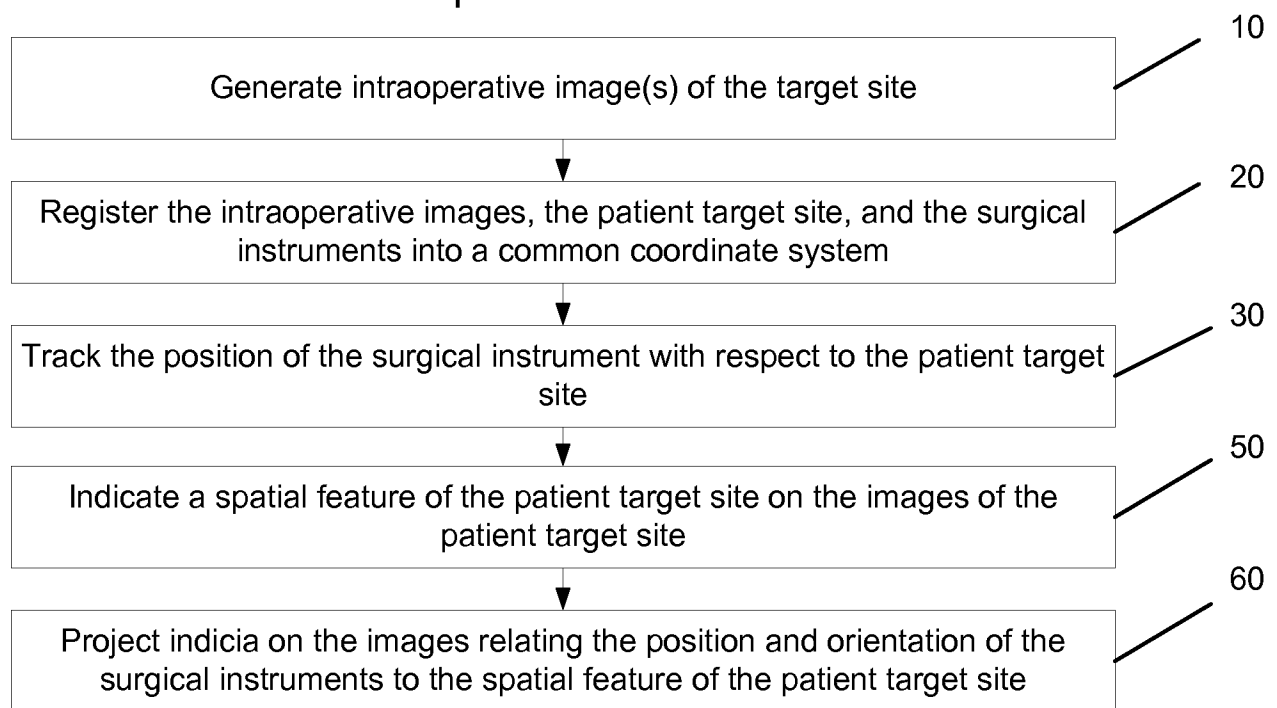 10
Generate intraoperative image(s) of the target site
20
Register the intraoperative images, the patient target site, and the surgical
instruments into a common coordinate system
30
Track the position of the surgical instrument with respect to the patient target
site
50
Indicate a spatial feature of the patient target site on the images of the
patient target site
60
Project indicia on the images relating the position and orientation of the
surgical instruments to the spatial feature of the patient target site